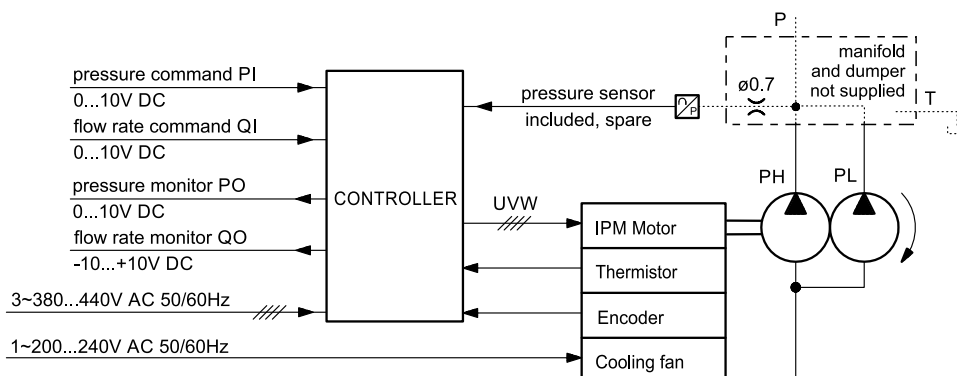 pressure command PI
0...10V DC
flow rate command QI
0...10V DC
pressure monitor PO
0...10V DC
flow rate monitor QO
-10...+10V DC
3~380...440V AC 50/60Hz
1~200...240V AC 50/60Hz
CONTROLLER
pressure sensor
included, spare
P
UVW
IPM Motor
Thermistor
Encoder
Cooling fan
P
manifold
and dumper
not supplied
ø0.7
T
PH
PL